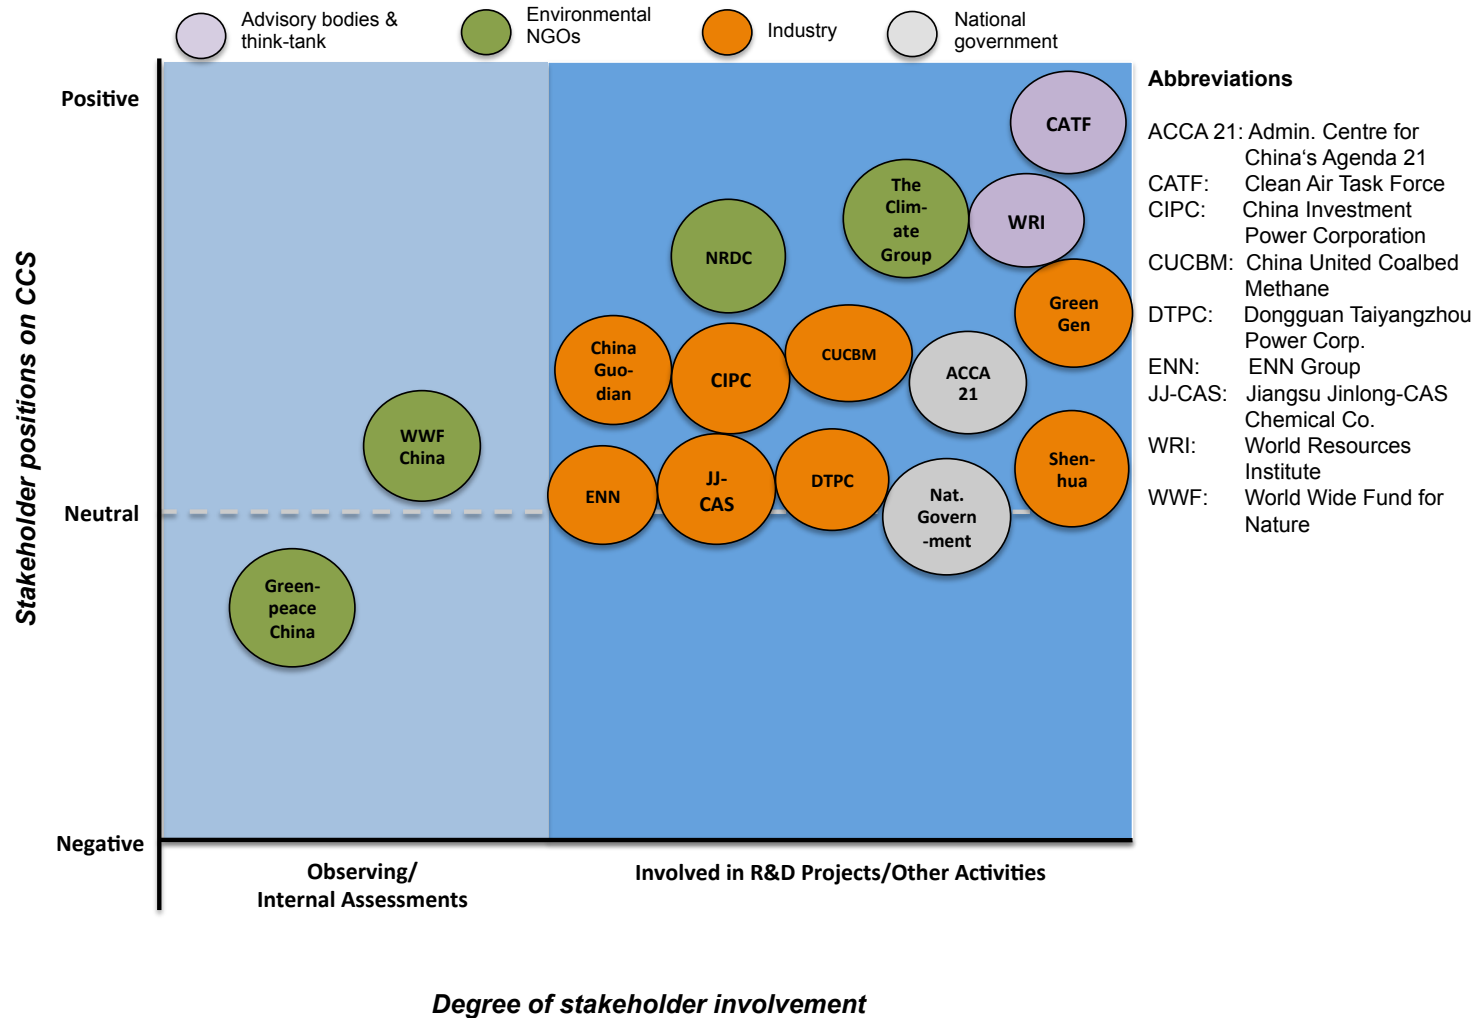 Advisory bodies &
think-tank
Environmental
NGOs
Industry
National
government
Stakeholder positions on CCS
Positive
Neutral
Negative
CATF
The
Clim-
ate
Group
WRI
NRDC
Green
Gen
China
Guo-
dian
CIPC
CUCBM
ACCA
21
WWF
China
ENN
JJ-
CAS
DTPC
Nat.
Govern
-ment
Shen-
hua
Green-
peace
China
Abbreviations
ACCA 21: Admin. Centre for
China‘s Agenda 21
CATF: Clean Air Task Force
CIPC: China Investment
Power Corporation
CUCBM: China United Coalbed
Methane
DTPC: Dongguan Taiyangzhou
Power Corp.
ENN: ENN Group
JJ-CAS: Jiangsu Jinlong-CAS
Chemical Co.
WRI: World Resources
Institute
WWF: World Wide Fund for
Nature
Observing/
Internal Assessments
Involved in R&D Projects/Other Activities
Degree of stakeholder involvement